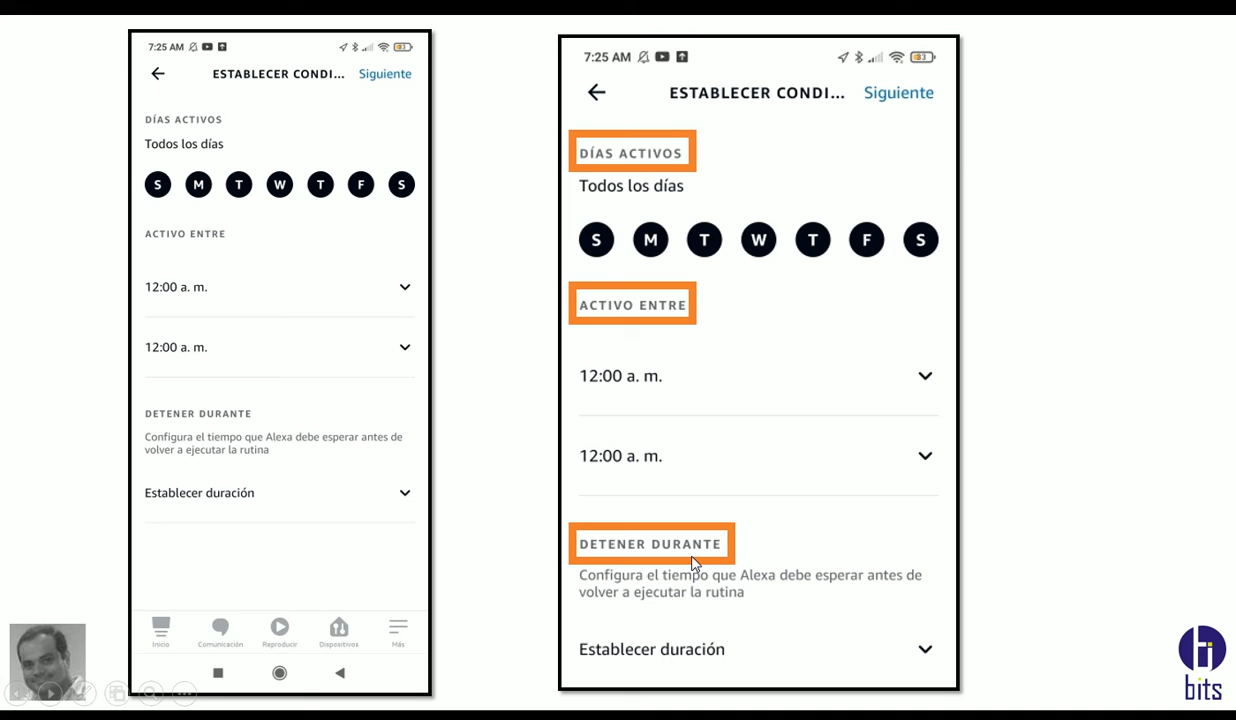 7:25 AM
ESTABLECER CONDI...
Siguiente
DÍAS ACTIVOS
Todos los días
S M T W T F S
ACTIVO ENTRE
12:00 a. m.
12:00 a. m.
DETENER DURANTE
Configura el tiempo que Alexa debe esperar antes de
volver a ejecutar la rutina
Establecer duración
Inicio Comunicación Reproducir Dispositivos Más
7:25 AM
ESTABLECER CONDI...
Siguiente
DÍAS ACTIVOS
Todos los días
S M T W T F S
ACTIVO ENTRE
12:00 a. m.
12:00 a. m.
DETENER DURANTE
Configura el tiempo que Alexa debe esperar antes de
volver a ejecutar la rutina
Establecer duración
bits